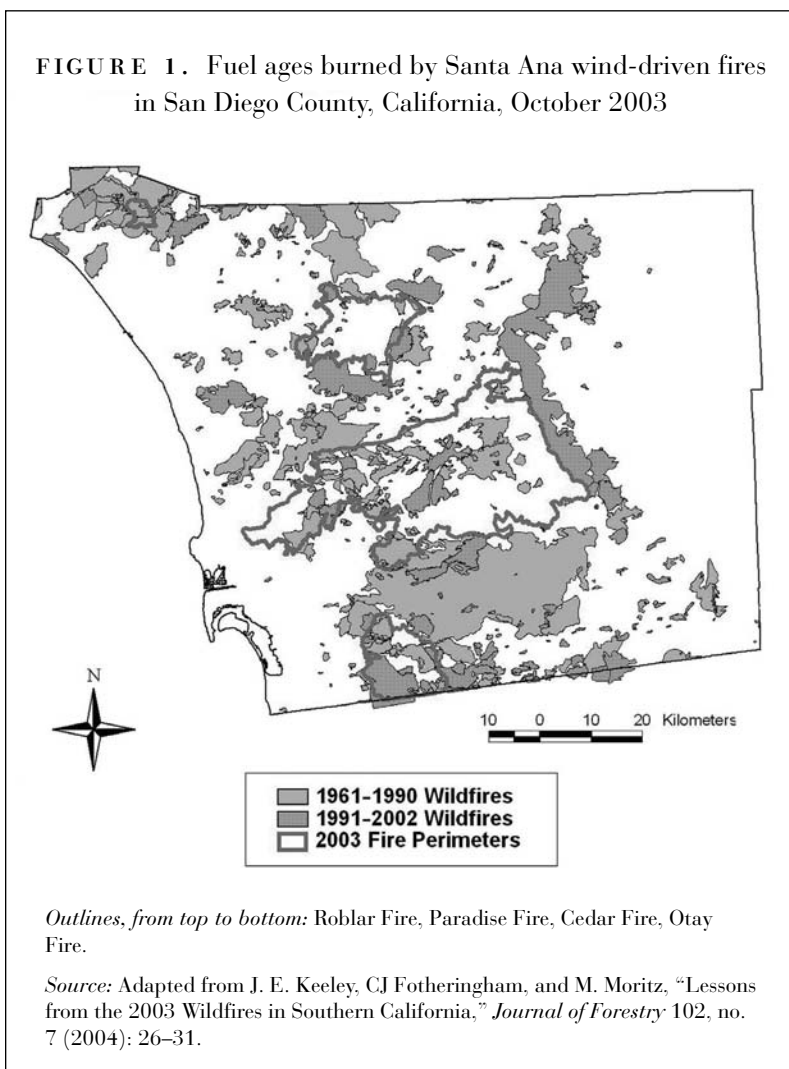 FIGURE 1. Fuel ages burned by Santa Ana wind-driven fires
in San Diego County, California, October 2003
N
10 0 10 20 Kilometers
1961-1990 Wildfires
1991-2002 Wildfires
2003 Fire Perimeters
Outlines, from top to bottom: Roblar Fire, Paradise Fire, Cedar Fire, Otay
Fire.
Source: Adapted from J. E. Keeley, CJ Fotheringham, and M. Moritz, “Lessons
from the 2003 Wildfires in Southern California,” Journal of Forestry 102, no.
7 (2004): 26–31.